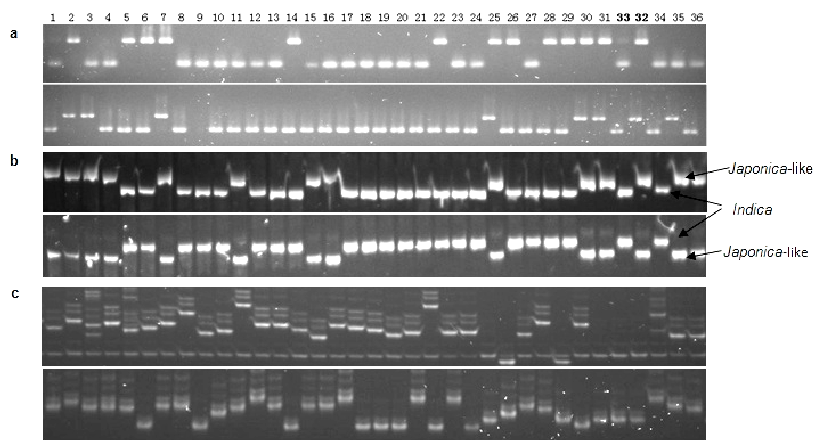 1 2 3 4 5 6 7 8 9 10 11 12 13 14 15 16 17 18 19 20 21 22 23 24 25 26 27 28 29 30 31 33 32 34 35 36
a
b
Japonica-like
Indica
Japonica-like
c